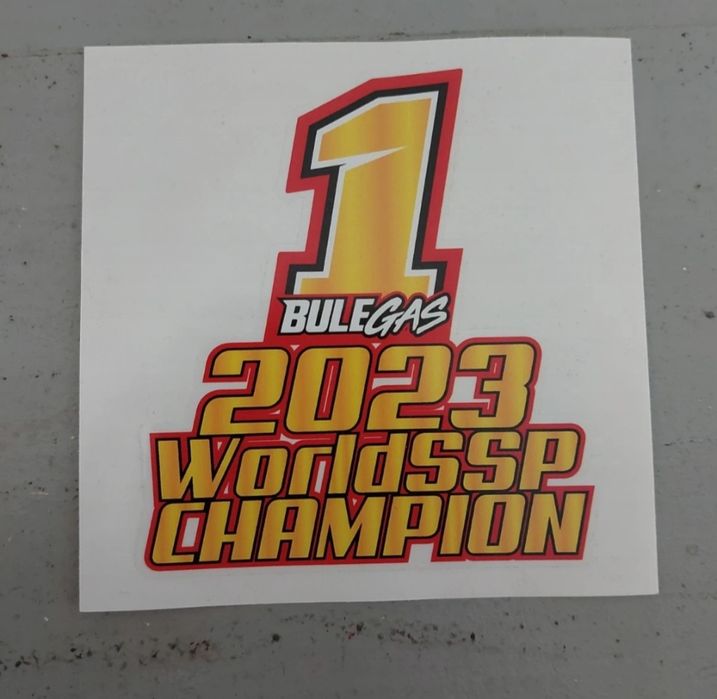 1
BULEGAS
2023
WorldSSP
CHAMPION